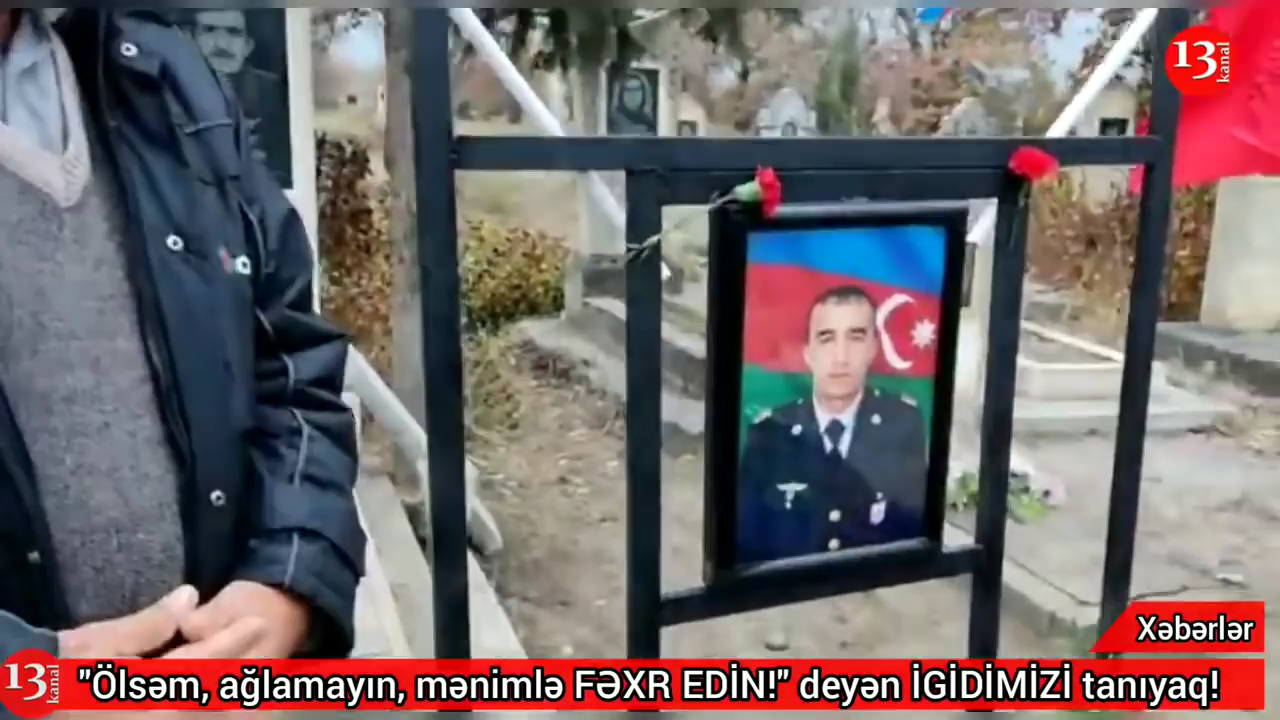 13 kanal
Xəbərlər
13 kanal
"Ölsəm, ağlamayın, mənimlə FƏXR EDİN!" deyən İGİDİMİZİ tanıyaq!